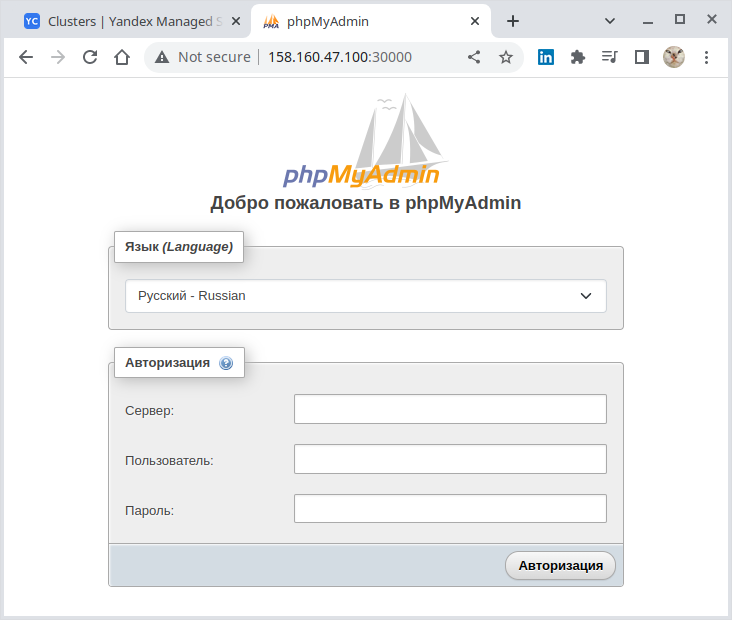 YC Clusters | Yandex Managed S
phpMyAdmin
Not secure
158.160.47.100:30000
phpMyAdmin
Добро пожаловать в phpMyAdmin
Язык (Language)
Русский - Russian
Авторизация
Сервер:
Пользователь:
Пароль:
Авторизация